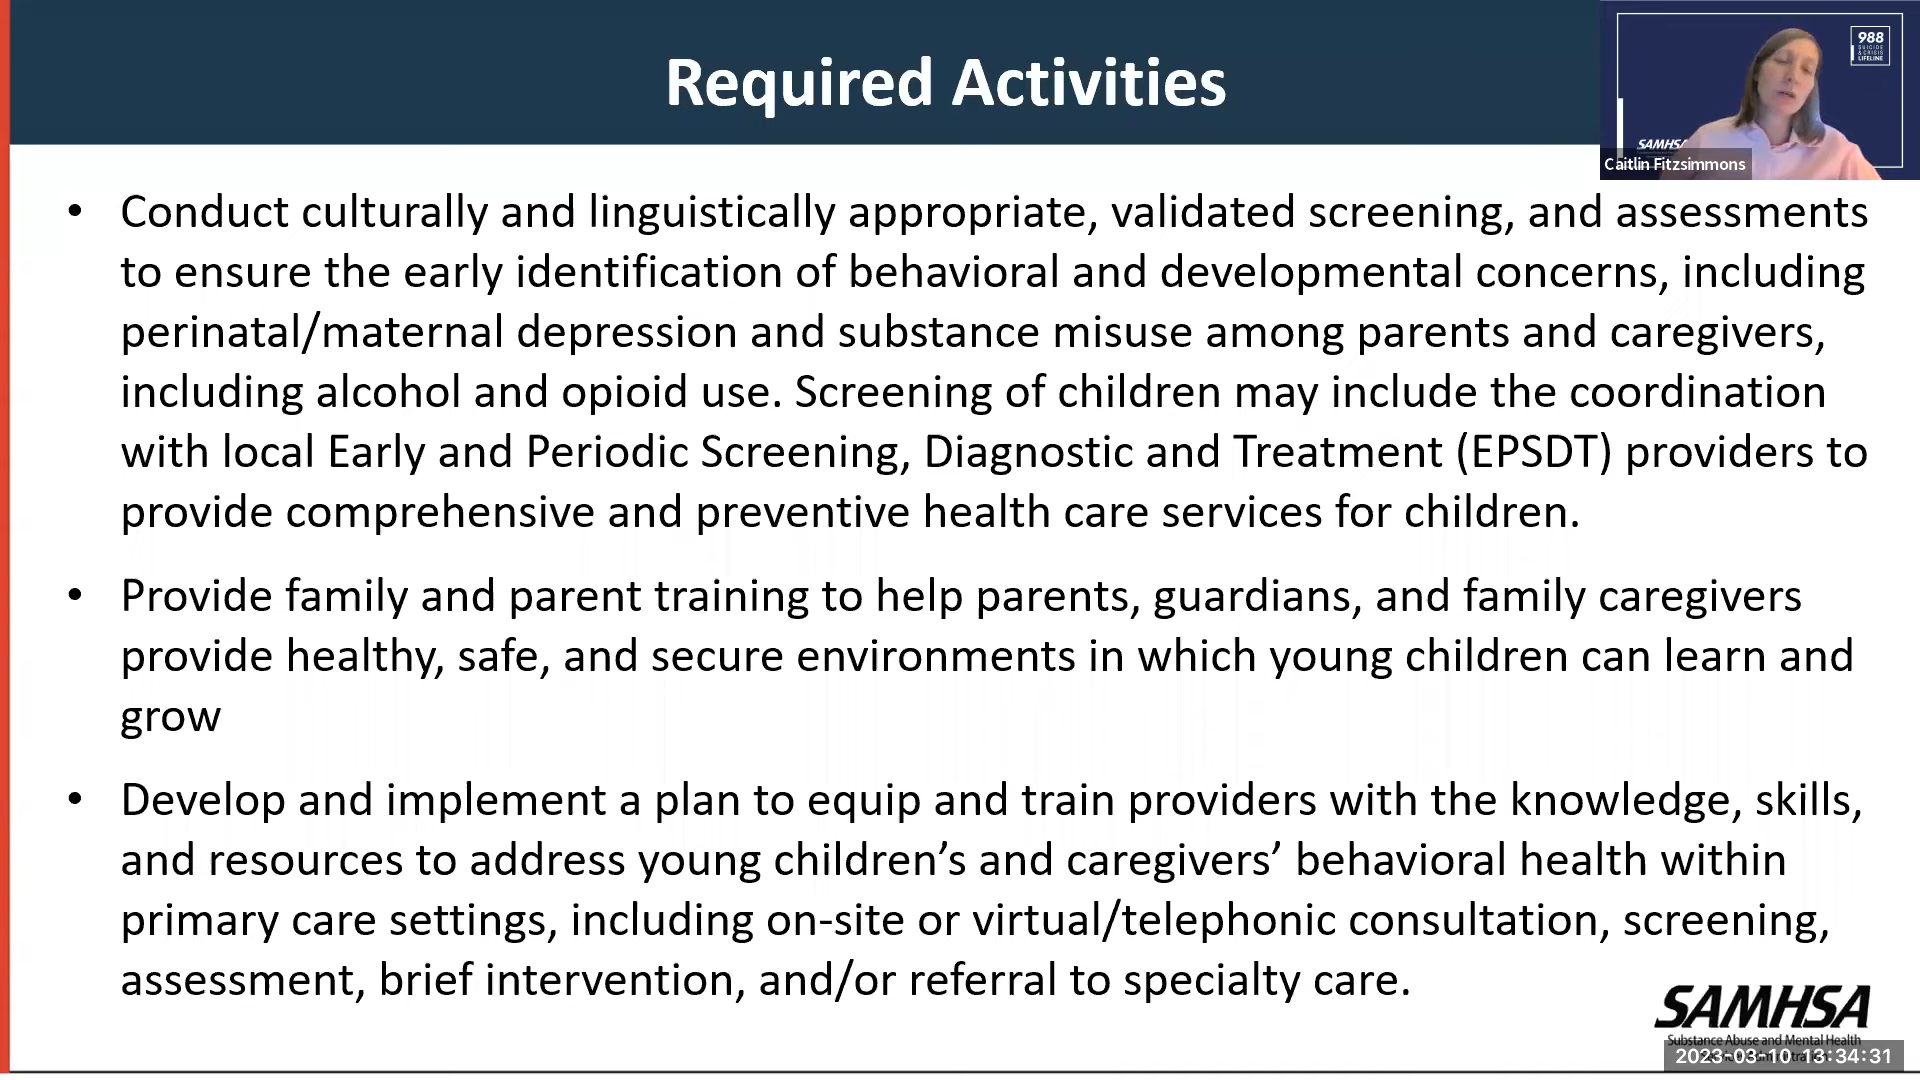 Required Activities
988
SUICIDE
& CRISIS
LIFELINE
SAMHSA
Caitlin Fitzsimmons
• Conduct culturally and linguistically appropriate, validated screening, and assessments
to ensure the early identification of behavioral and developmental concerns, including
perinatal/maternal depression and substance misuse among parents and caregivers,
including alcohol and opioid use. Screening of children may include the coordination
with local Early and Periodic Screening, Diagnostic and Treatment (EPSDT) providers to
provide comprehensive and preventive health care services for children.
• Provide family and parent training to help parents, guardians, and family caregivers
provide healthy, safe, and secure environments in which young children can learn and
grow
• Develop and implement a plan to equip and train providers with the knowledge, skills,
and resources to address young children’s and caregivers’ behavioral health within
primary care settings, including on-site or virtual/telephonic consultation, screening,
assessment, brief intervention, and/or referral to specialty care.
SAMHSA
Substance Abuse and Mental Health
2023-03-10 13:34:31